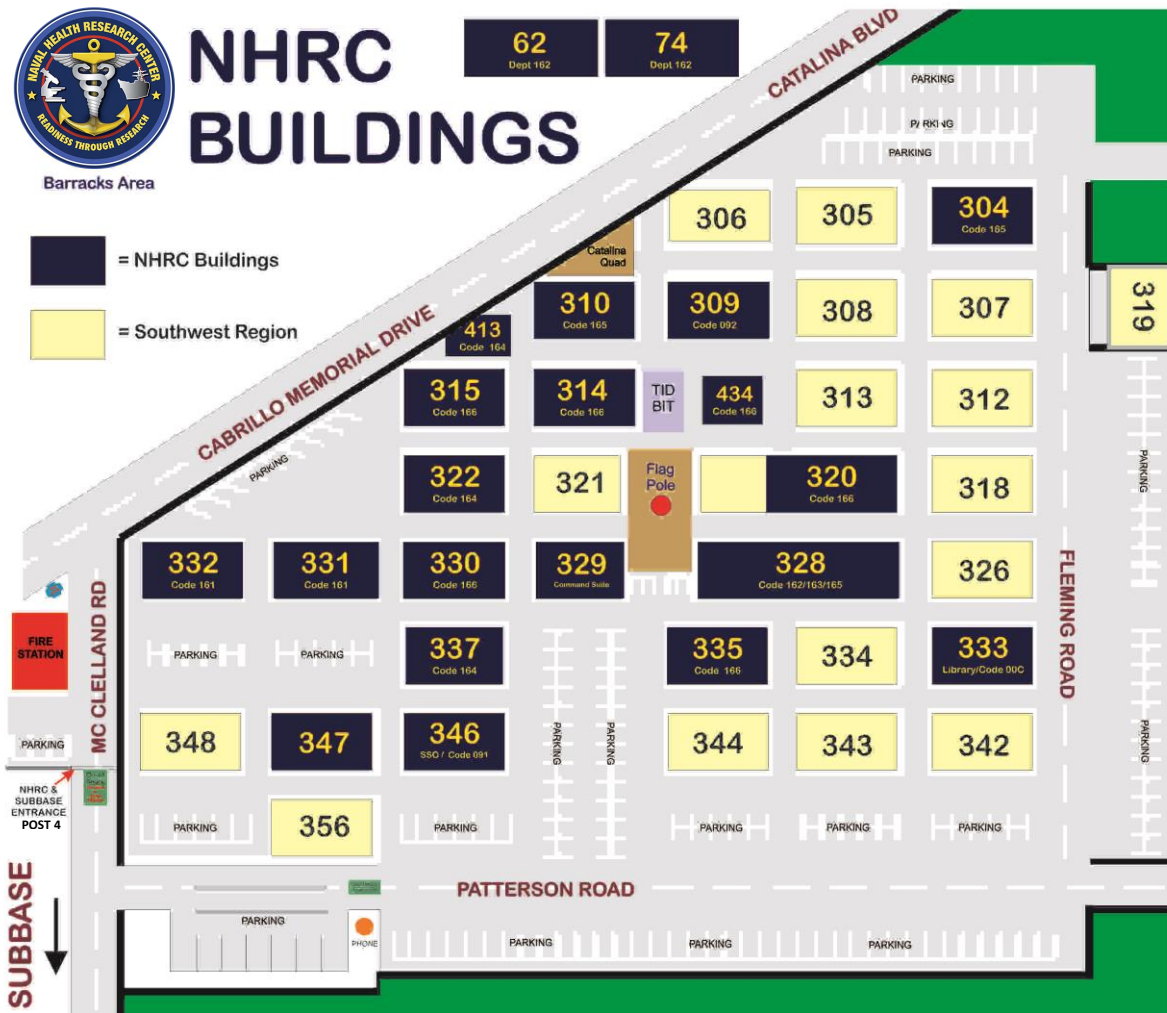 NAVAL HEALTH RESEARCH CENTER
READINESS THROUGH RESEARCH
Barracks Area
NHRC
BUILDINGS
62
Dept 162
74
Dept 162
= NHRC Buildings
= Southwest Region
CATALINA BLVD
CABRILLO MEMORIAL DRIVE
PARKING
PARKING
PARKING
306
305
304
Code 165
Catalina
Quad
310
Code 165
309
Code 092
308
307
319
413
Code 164
315
Code 166
314
Code 166
TID
BIT
434
Code 166
313
312
PARKING
322
Code 164
321
Flag
Pole
320
Code 166
318
PARKING
332
Code 161
331
Code 161
330
Code 166
329
Command Suite
328
Code 162/163/165
326
FLEMING ROAD
MC CLELLAND RD
FIRE
STATION
PARKING
PARKING
337
Code 164
335
Code 166
334
333
Library/Code 00C
PARKING
348
347
346
SSO / Code 091
PARKING
PARKING
344
343
342
PARKING
NHRC &
SUBBASE
ENTRANCE
POST 4
PARKING
356
PARKING
PARKING
PARKING
PARKING
SUBBASE
PATTERSON ROAD
PARKING
PHONE
PARKING
PARKING
PARKING